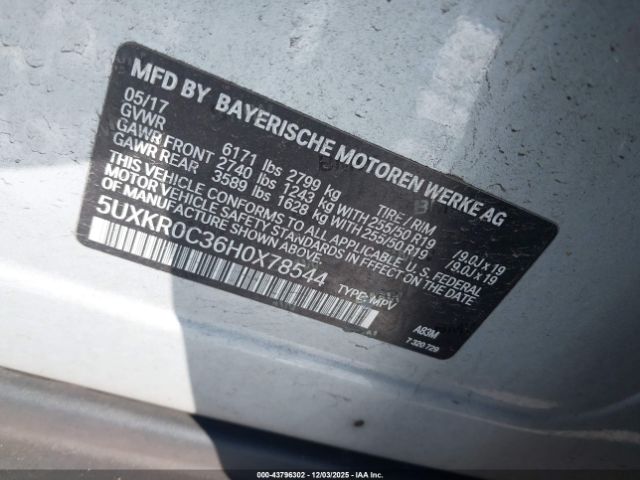 MFD BY BAYERISCHE MOTOREN WERKE AG
05/17
GVWR 6171 lbs 2799 kg TIRE/RIM
GAWR FRONT 2740 lbs 1243 kg WITH 255/50 R19 /9.0J x 19
GAWR REAR 3589 lbs 1628 kg WITH 255/50 R19 /9.0J x 19
THIS VEHICLE CONFORMS TO ALL APPLICABLE U.S. FEDERAL
MOTOR VEHICLE SAFETY STANDARDS IN EFFECT ON THE DATE
OF MANUFACTURE SHOWN ABOVE.
5UXKR0C36H0X78544 TYPE: MPV
A83M
7 320 729
000-43796302 - 12/03/2025 - IAAI.COM